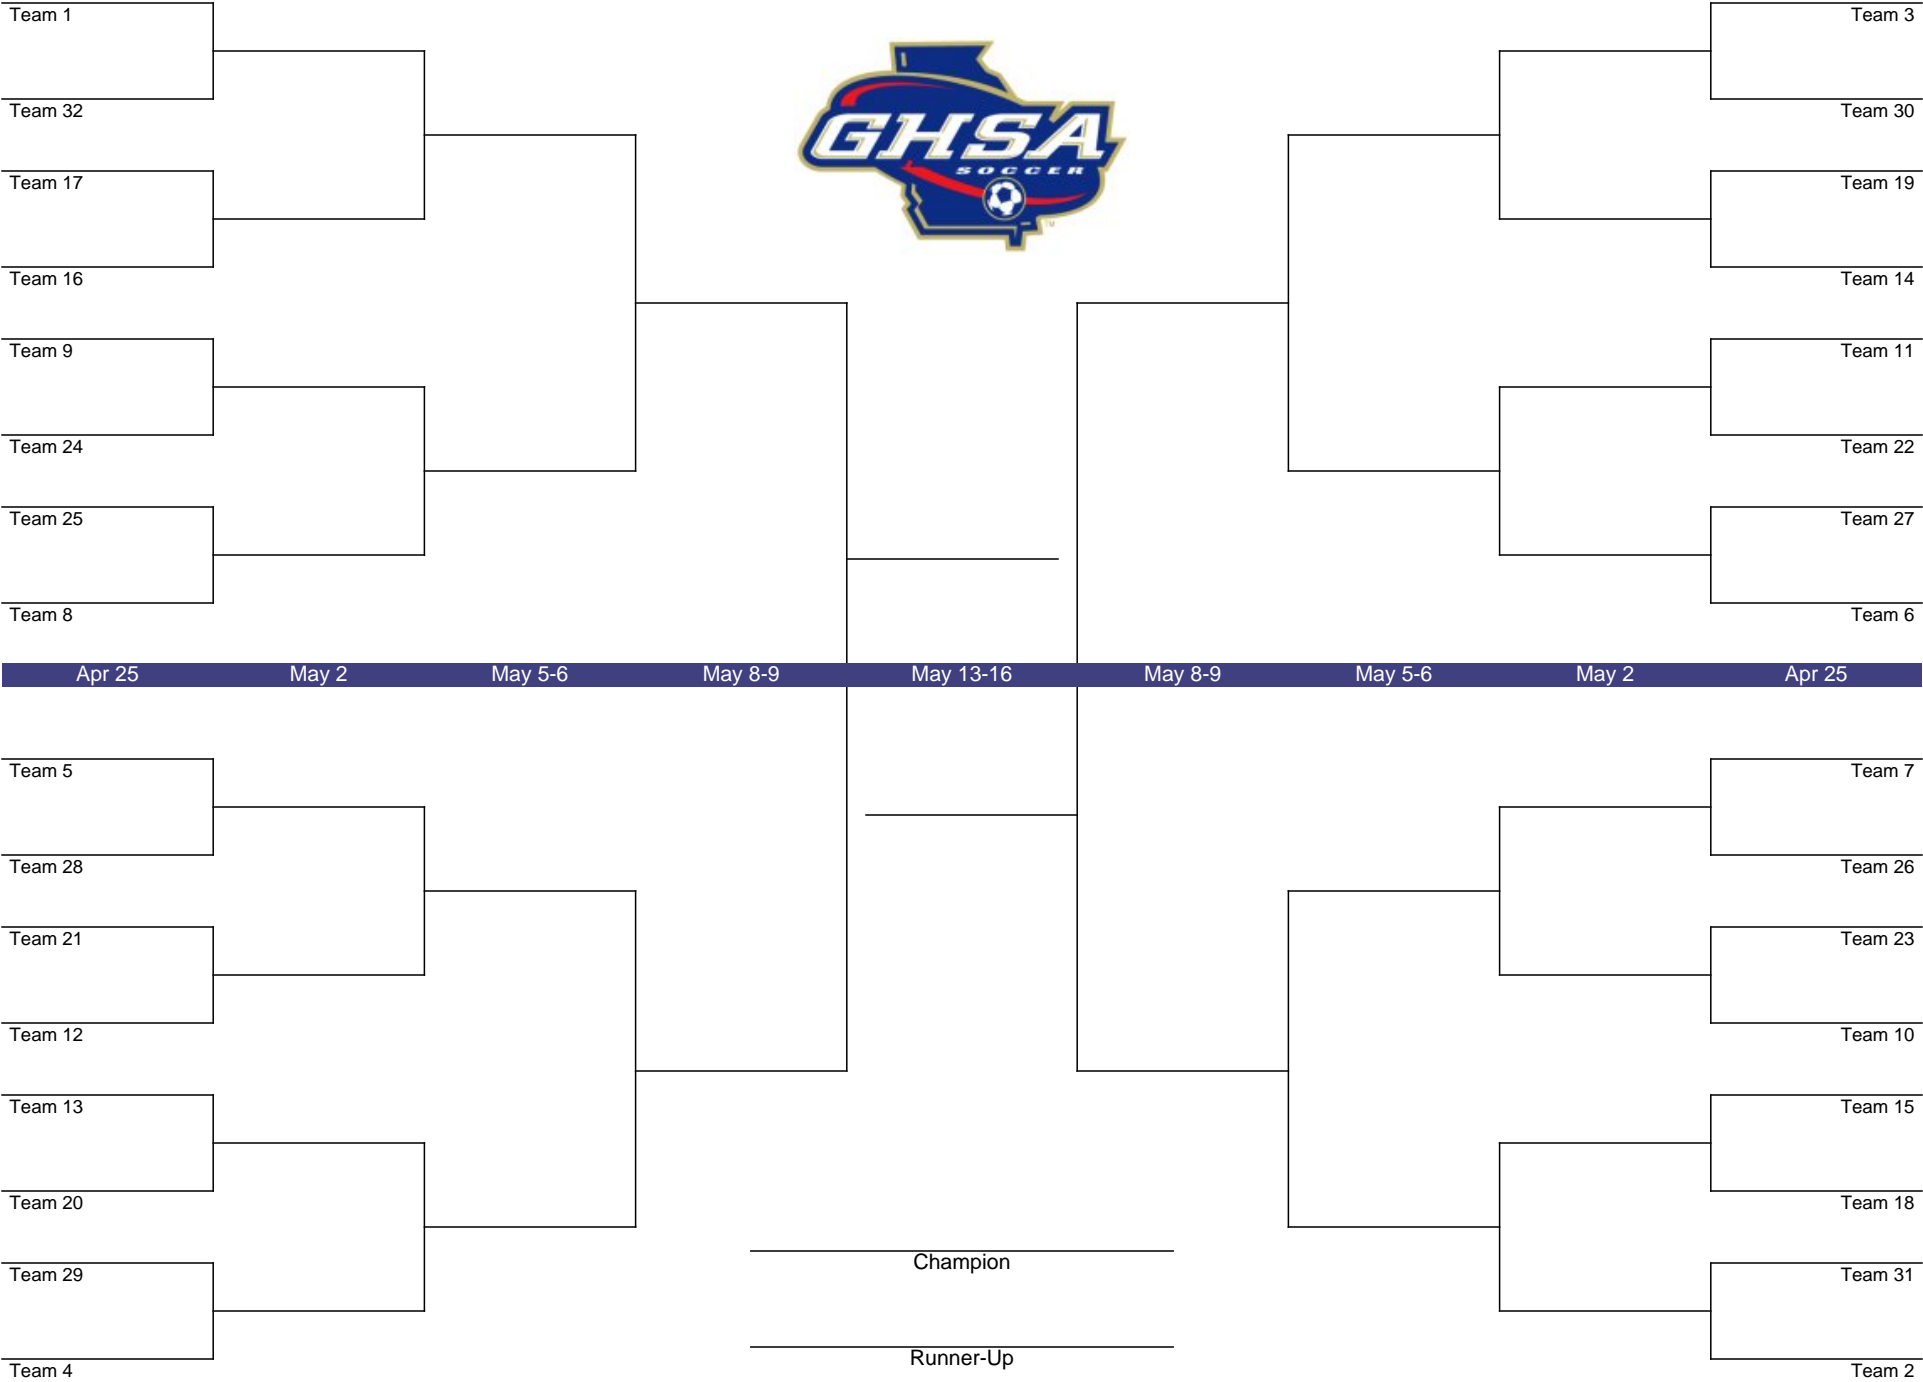 Team 1
Team 3
Team 32
Team 30
GHSA
SOCCER
TM
Team 17
Team 19
Team 16
Team 14
Team 9
Team 11
Team 24
Team 22
Team 25
Team 27
Team 8
Team 6
Apr 25 May 2 May 5-6 May 8-9 May 13-16 May 8-9 May 5-6 May 2 Apr 25
Team 5
Team 7
Team 28
Team 26
Team 21
Team 23
Team 12
Team 10
Team 13
Team 15
Team 20
Team 18
Champion
Team 29
Team 31
Runner-Up
Team 4
Team 2